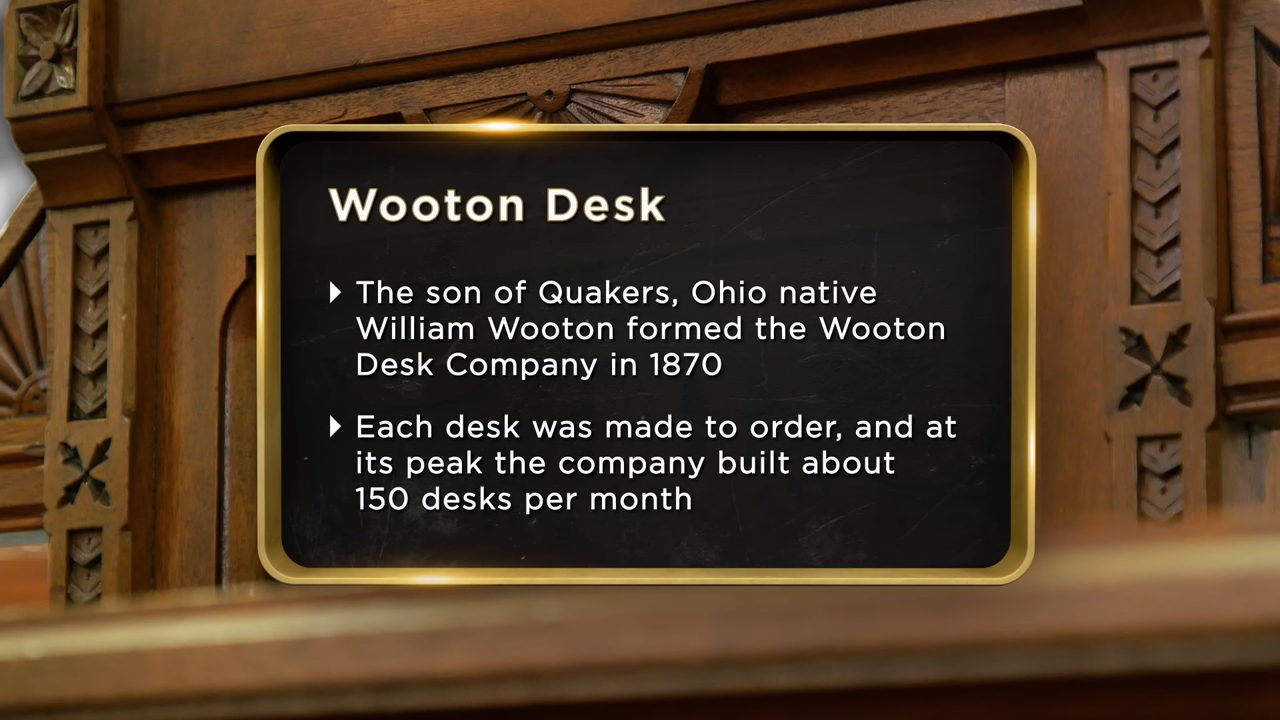 Wooton Desk
The son of Quakers, Ohio native
William Wooton formed the Wooton
Desk Company in 1870
Each desk was made to order, and at
its peak the company built about
150 desks per month